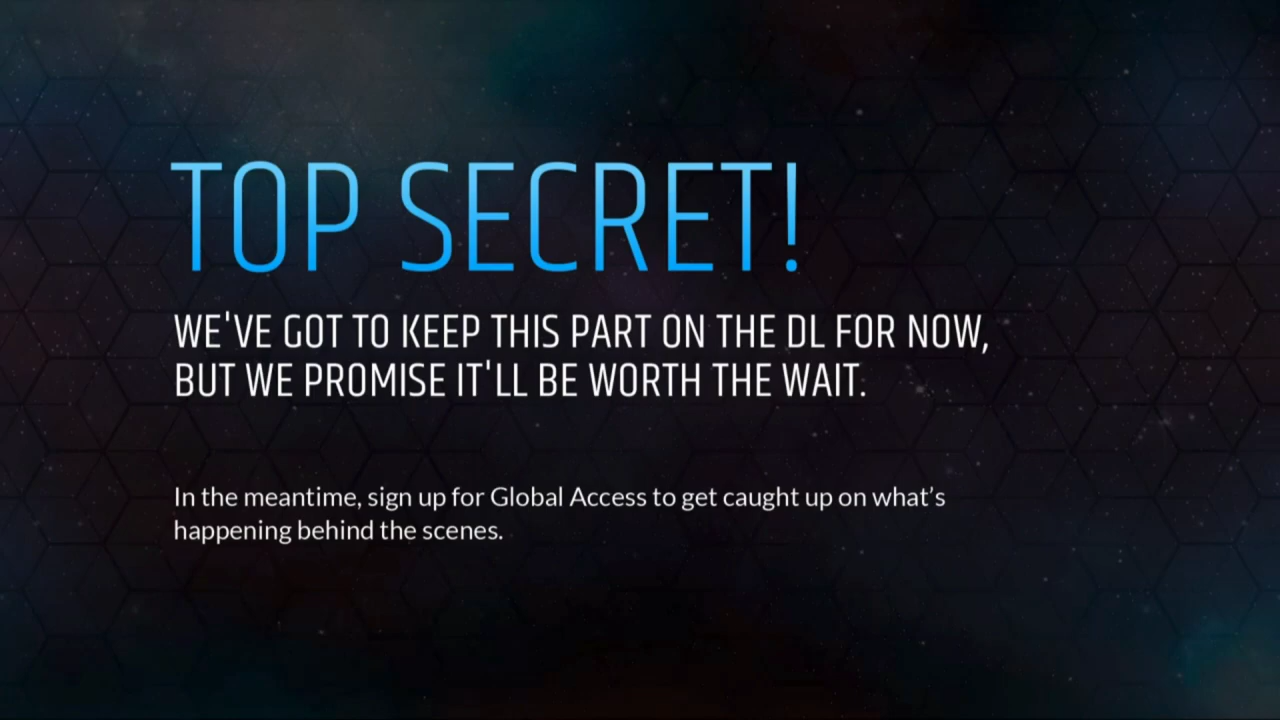 TOP SECRET!
WE'VE GOT TO KEEP THIS PART ON THE DL FOR NOW,
BUT WE PROMISE IT'LL BE WORTH THE WAIT.
In the meantime, sign up for Global Access to get caught up on what’s
happening behind the scenes.